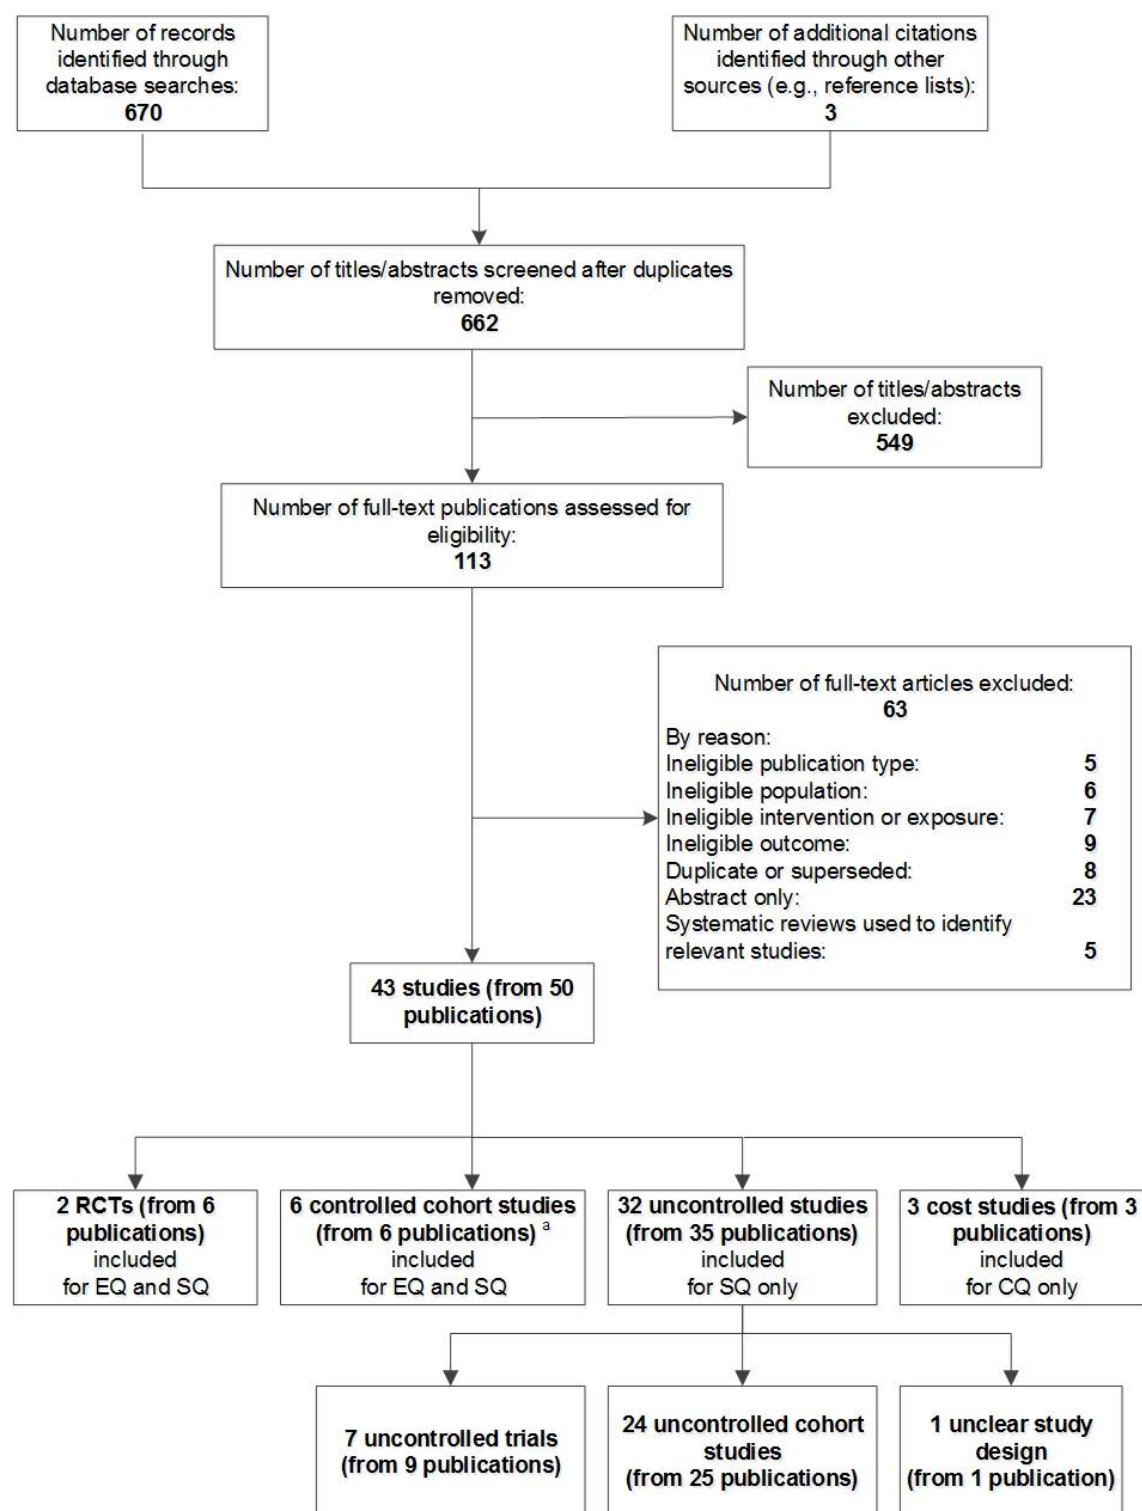 Number of records
identified through
database searches:
670
Number of additional citations
identified through other
sources (e.g., reference lists):
3
Number of titles/abstracts screened after duplicates
removed:
662
Number of titles/abstracts
excluded:
549
Number of full-text publications assessed for
eligibility:
113
Number of full-text articles excluded:
63
By reason:
Ineligible publication type: 5
Ineligible population: 6
Ineligible intervention or exposure: 7
Ineligible outcome: 9
Duplicate or superseded: 8
Abstract only: 23
Systematic reviews used to identify
relevant studies: 5
43 studies (from 50
publications)
2 RCTs (from 6
publications)
included
for EQ and SQ
6 controlled cohort studies
(from 6 publications) a
included
for EQ and SQ
32 uncontrolled studies
(from 35 publications)
included
for SQ only
3 cost studies (from 3
publications)
included
for CQ only
7 uncontrolled trials
(from 9 publications)
24 uncontrolled cohort
studies
(from 25 publications)
1 unclear study
design
(from 1 publication)